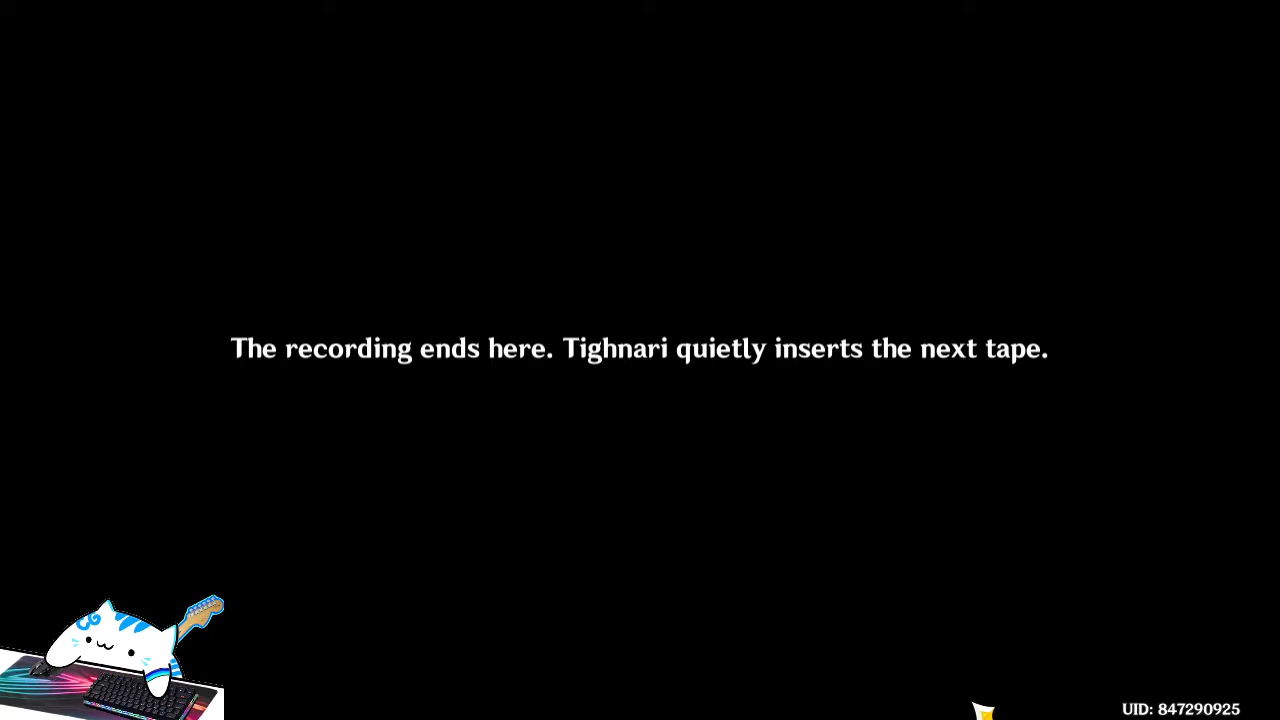 The recording ends here. Tighnari quietly inserts the next tape.
UID: 847290925